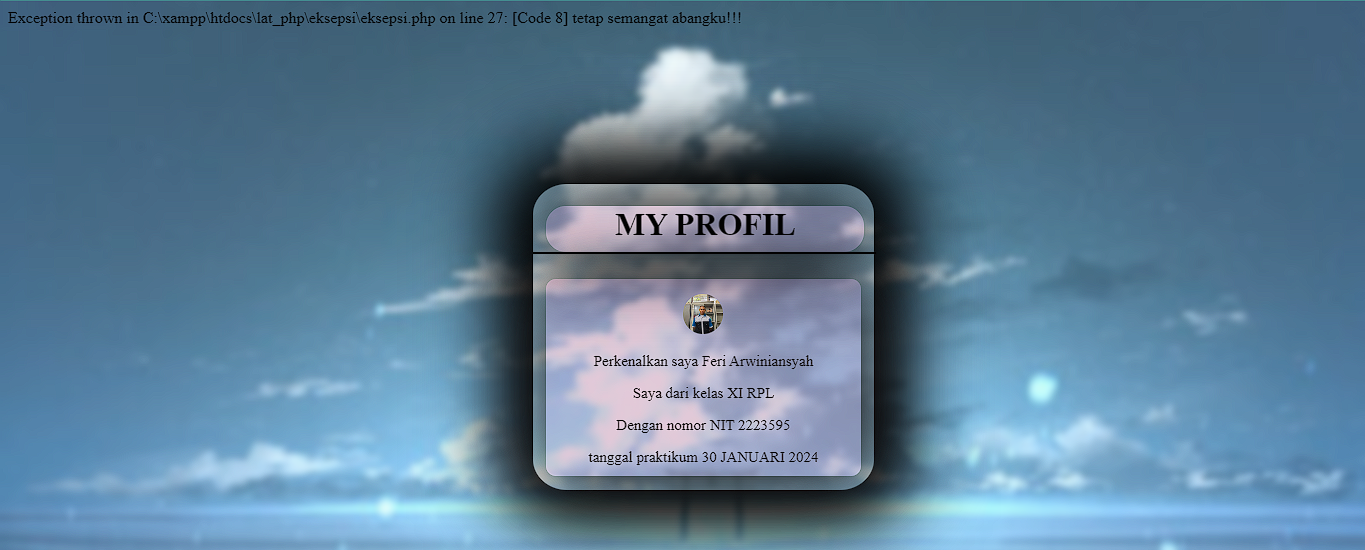 Exception thrown in C:\xampp\htdocs\lat_php\eksepsi\eksepsi.php on line 27: [Code 8] tetap semangat abangku!!!
MY PROFIL
Perkenalkan saya Feri Arwiniansyah
Saya dari kelas XI RPL
Dengan nomor NIT 2223595
tanggal praktikum 30 JANUARI 2024